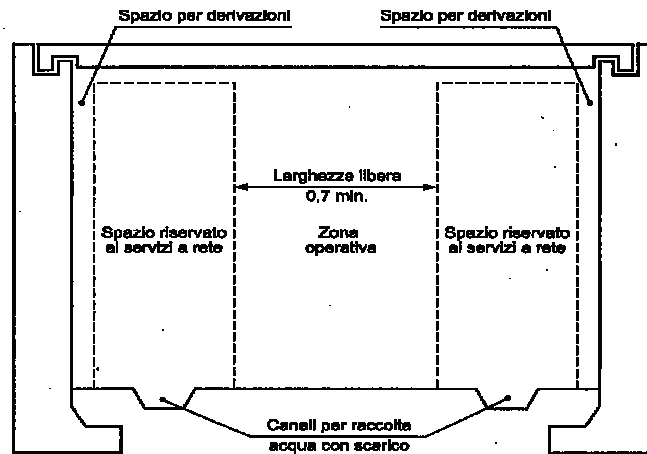 Spazio per derivazioni
Spazio per derivazioni
Larghezza libera
0,7 min.
Spazio riservato
ai servizi a rete
Zona
operativa
Spazio riservato
ai servizi a rete
Canali per raccolta
acqua con scarico